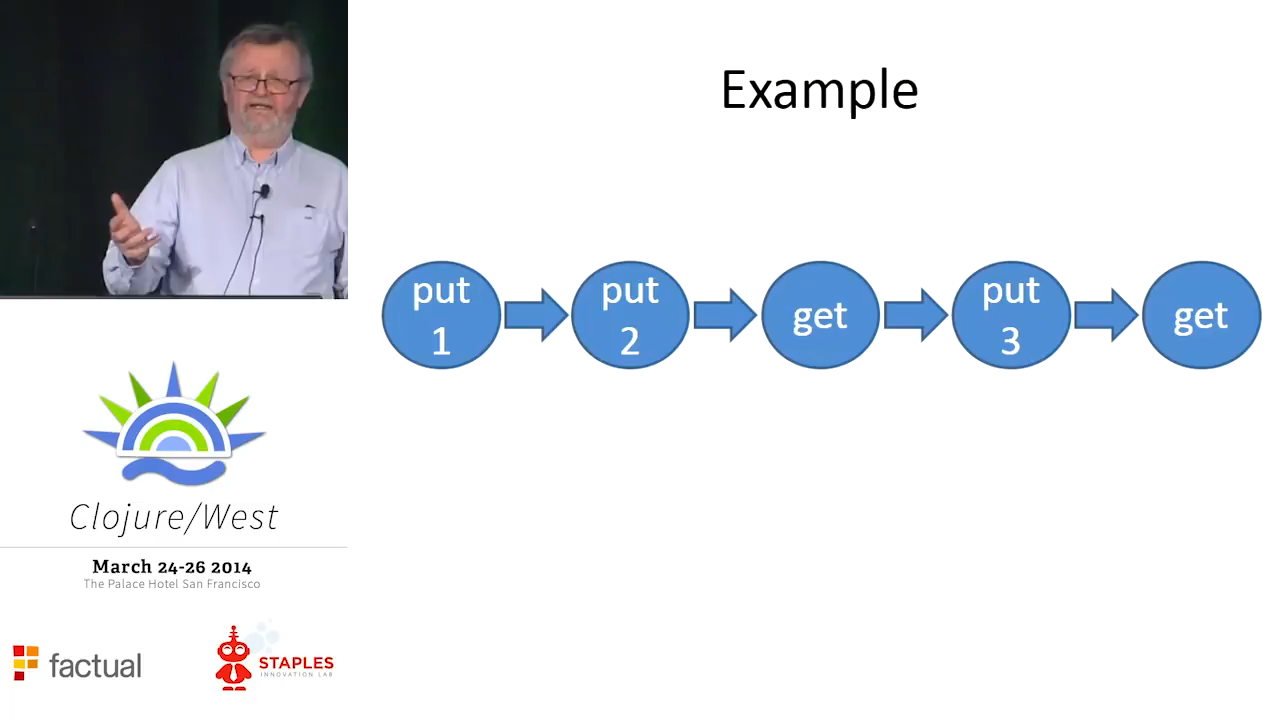 Example
put
1
put
2
get
put
3
get
Clojure/West
March 24-26 2014
The Palace Hotel San Francisco
factual
STAPLES
INNOVATION LAB